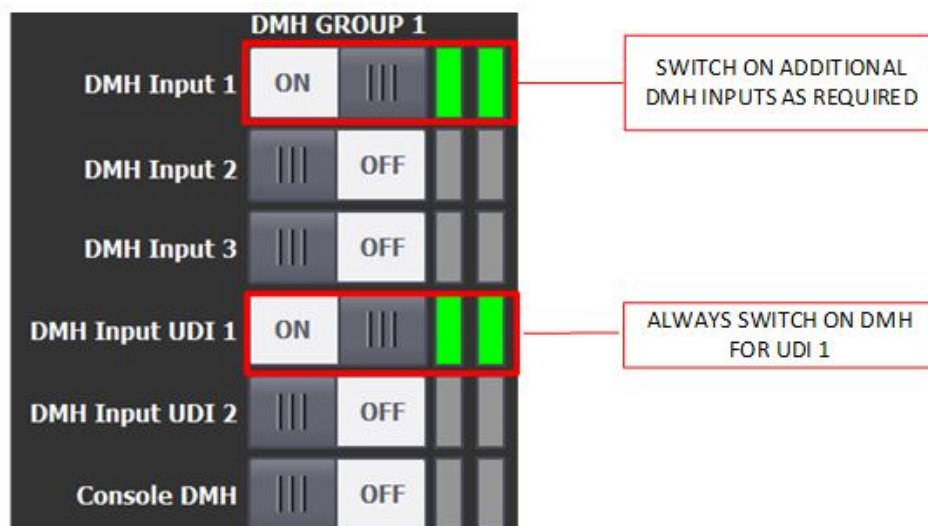 DMH GROUP 1
DMH Input 1 ON
SWITCH ON ADDITIONAL
DMH INPUTS AS REQUIRED
DMH Input 2 OFF
DMH Input 3 OFF
DMH Input UDI 1 ON
ALWAYS SWITCH ON DMH
FOR UDI 1
DMH Input UDI 2 OFF
Console DMH OFF